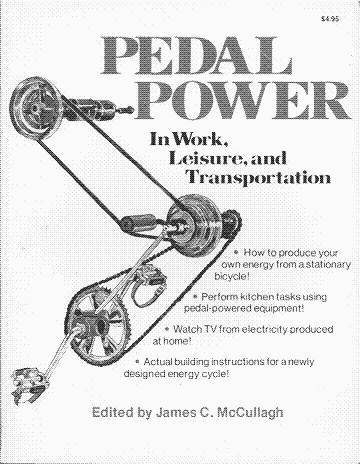 $4.95
PEDAL
POWER
In Work,
Leisure, and
Transportation
• How to produce your
own energy from a stationary
bicycle!
• Perform kitchen tasks using
pedal-powered equipment!
• Watch TV from electricity produced
at home!
• Actual building instructions for a newly
designed energy cycle!
Edited by James C. McCullagh